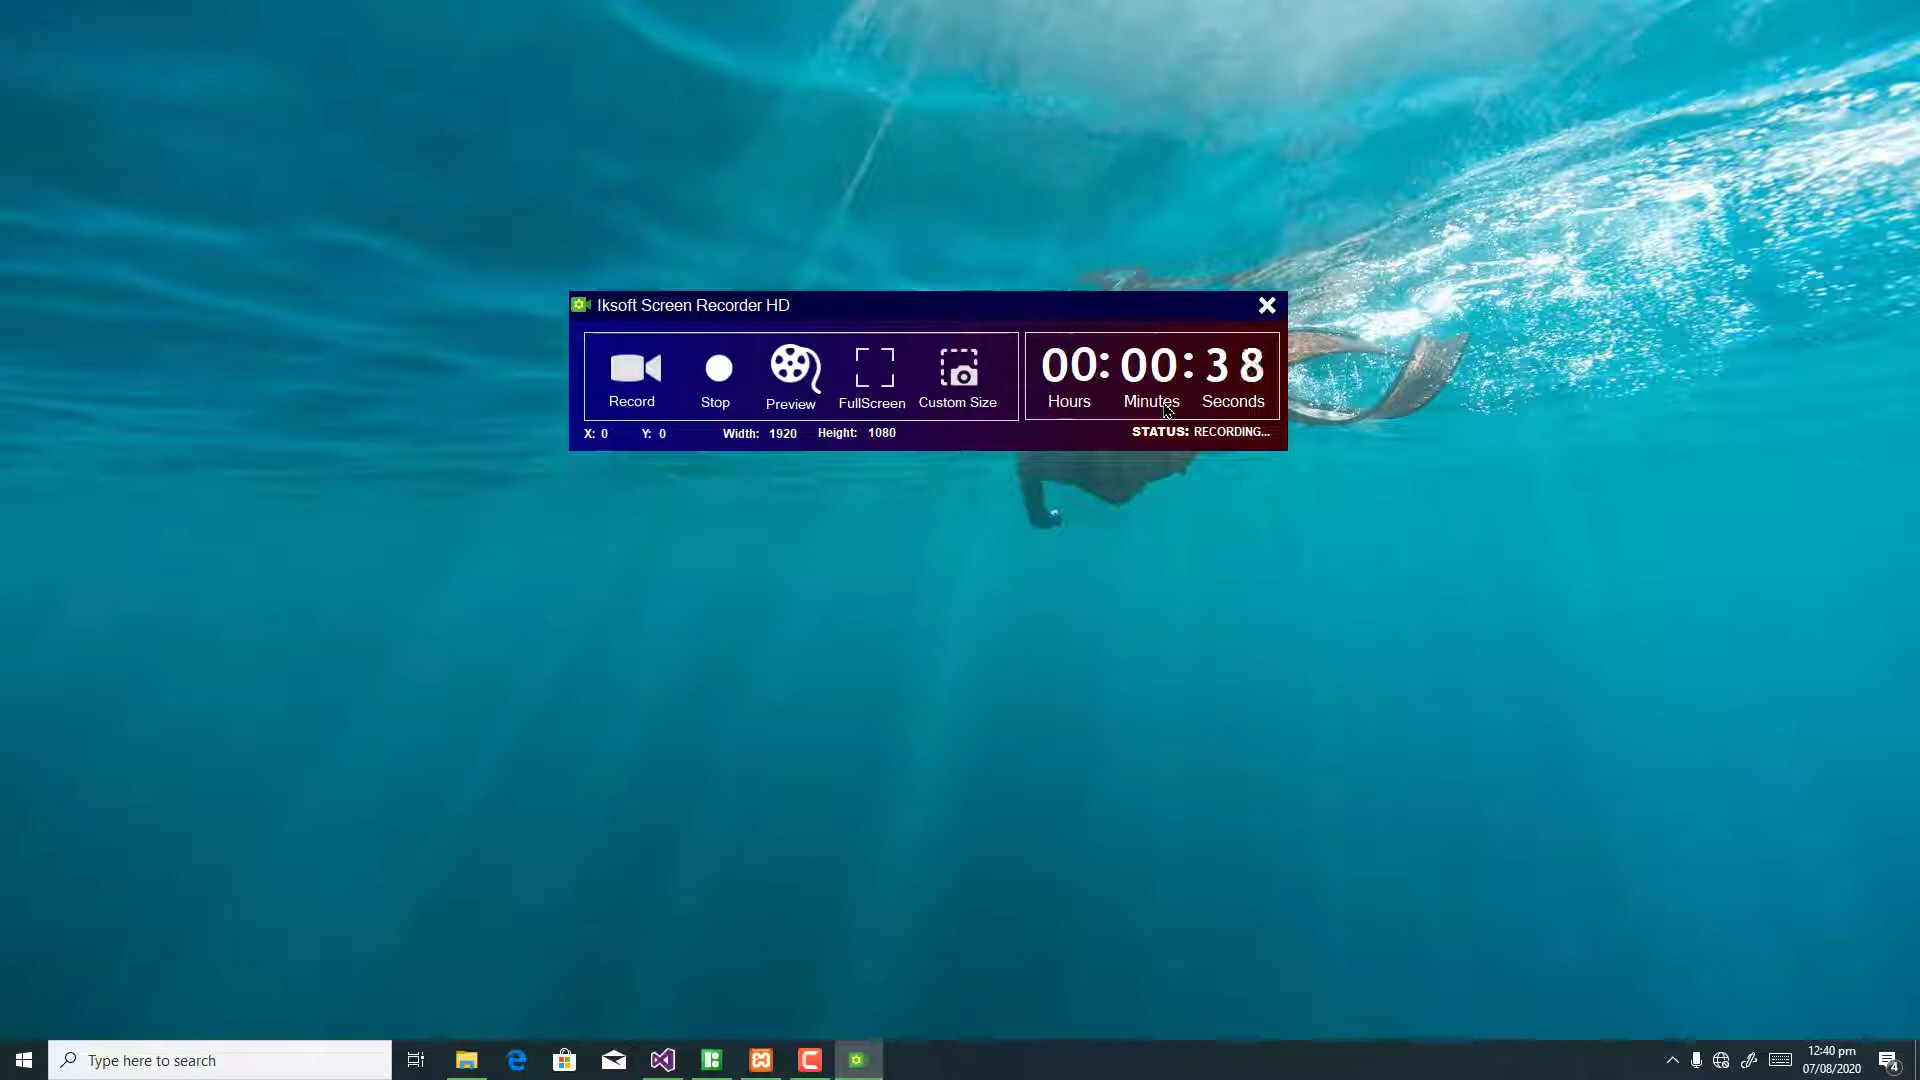 Iksoft Screen Recorder HD
Record Stop Preview FullScreen Custom Size
00:00:38
Hours Minutes Seconds
X: 0 Y: 0 Width: 1920 Height: 1080
STATUS: RECORDING...
Type here to search
12:40 pm
07/08/2020
4